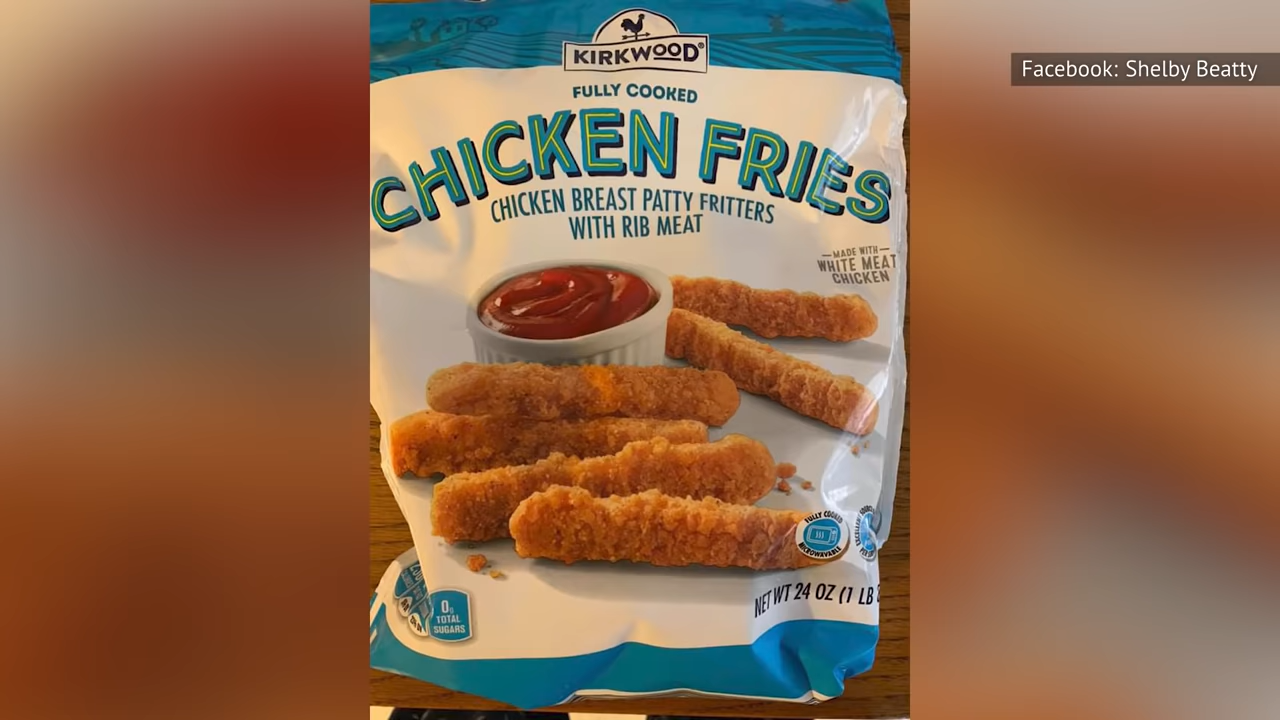 Facebook: Shelby Beatty
KIRKWOOD®
FULLY COOKED
CHICKEN FRIES
CHICKEN BREAST PATTY FRITTERS
WITH RIB MEAT
MADE WITH
WHITE MEAT
CHICKEN
FULLY COOKED
MICROWAVABLE
NET WT 24 OZ (1 LB
0g
TOTAL
SUGARS